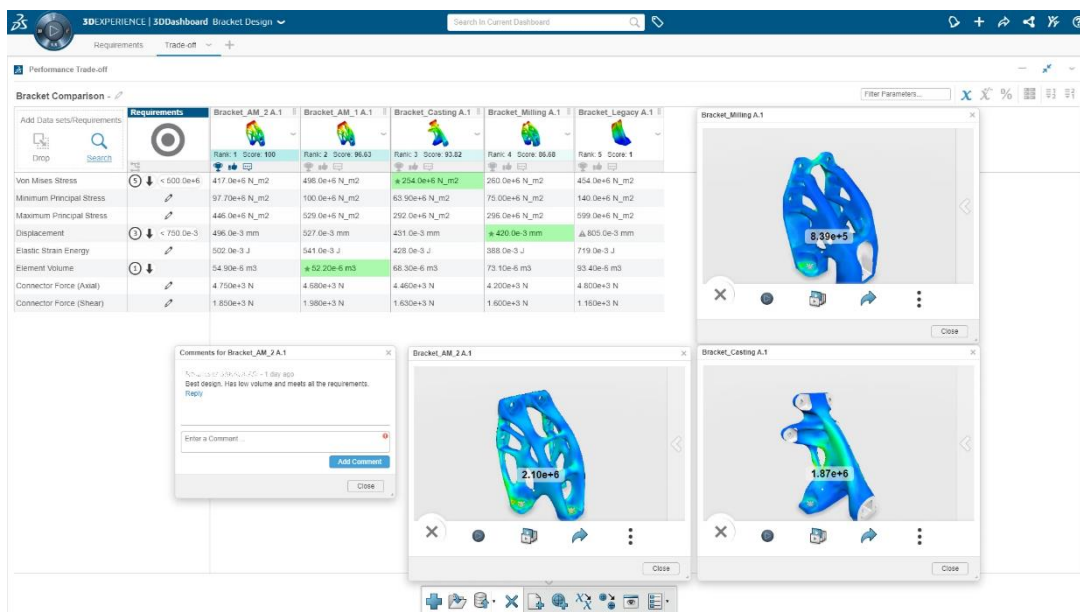 3DEXPERIENCE | 3DDashboard Bracket Design
Search In Current Dashboard
Requirements Trade-off
Performance Trade-off
Bracket Comparison -
Filter Parameters...
Add Data sets/Requirements
Drop Search
Requirements
Bracket_AM_2 A.1 Bracket_AM_1 A.1 Bracket_Casting A.1 Bracket_Milling A.1 Bracket_Legacy A.1
Rank: 1 Score: 100 Rank: 2 Score: 96.63 Rank: 3 Score: 93.82 Rank: 4 Score: 86.68 Rank: 5 Score: 1
Von Mises Stress 5 < 500.0e+6 417.0e+6 N_m2 498.0e+6 N_m2 254.0e+6 N_m2 260.0e+6 N_m2 454.0e+6 N_m2
Minimum Principal Stress 97.70e+6 N_m2 100.0e+6 N_m2 63.90e+6 N_m2 75.00e+6 N_m2 140.0e+6 N_m2
Maximum Principal Stress 446.0e+6 N_m2 529.0e+6 N_m2 292.0e+6 N_m2 296.0e+6 N_m2 599.0e+6 N_m2
Displacement 3 < 750.0e-3 496.0e-3 mm 527.0e-3 mm 431.0e-3 mm 420.0e-3 mm 805.0e-3 mm
Elastic Strain Energy 502.0e-3 J 541.0e-3 J 428.0e-3 J 388.0e-3 J 719.0e-3 J
Element Volume 1 54.90e-6 m3 52.20e-6 m3 68.30e-6 m3 73.10e-6 m3 93.40e-6 m3
Connector Force (Axial) 4.750e+3 N 4.680e+3 N 4.460e+3 N 4.200e+3 N 4.800e+3 N
Connector Force (Shear) 1.850e+3 N 1.980e+3 N 1.630e+3 N 1.600e+3 N 1.160e+3 N
Bracket_Milling A.1
8.39e+5
Close
Comments for Bracket_AM_2 A.1
- 1 day ago
Best design. Has low volume and meets all the requirements.
Reply
Enter a Comment...
Add Comment
Close
Bracket_AM_2 A.1
2.10e+6
Close
Bracket_Casting A.1
1.87e+6
Close